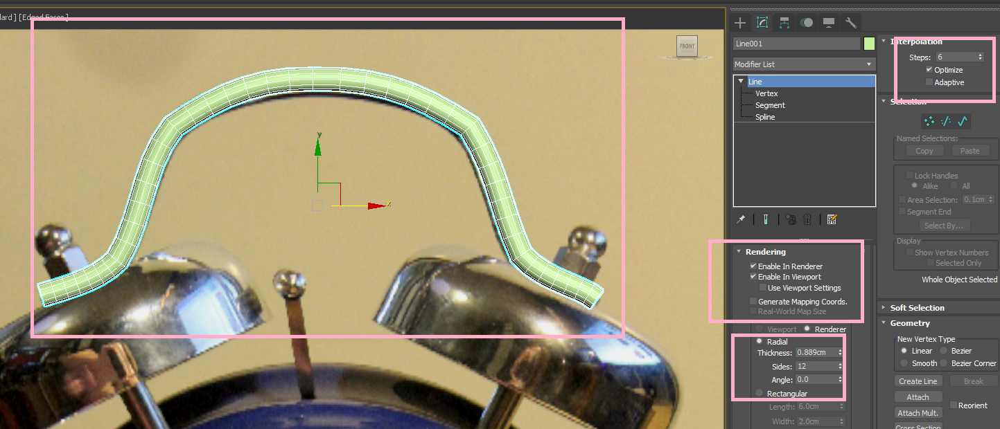 [Edged Faces]
FRONT
y
x
Line001
Modifier List
Line
Vertex
Segment
Spline
Rendering
Enable In Renderer
Enable In Viewport
Use Viewport Settings
Generate Mapping Coords.
Real-World Map Size
Viewport Renderer
Radial
Thickness: 0.889cm
Sides: 12
Angle: 0.0
Rectangular
Length: 6.0cm
Width: 2.0cm
Interpolation
Steps: 6
Optimize
Adaptive
Selection
Named Selections:
Copy Paste
Lock Handles
Alike All
Area Selection: 0.1cm
Segment End
Select By...
Display
Show Vertex Numbers
Selected Only
Whole Object Selected
Soft Selection
Geometry
New Vertex Type
Linear Bezier
Smooth Bezier Corner
Create Line Break
Attach
Reorient
Attach Mult.
Cross Section